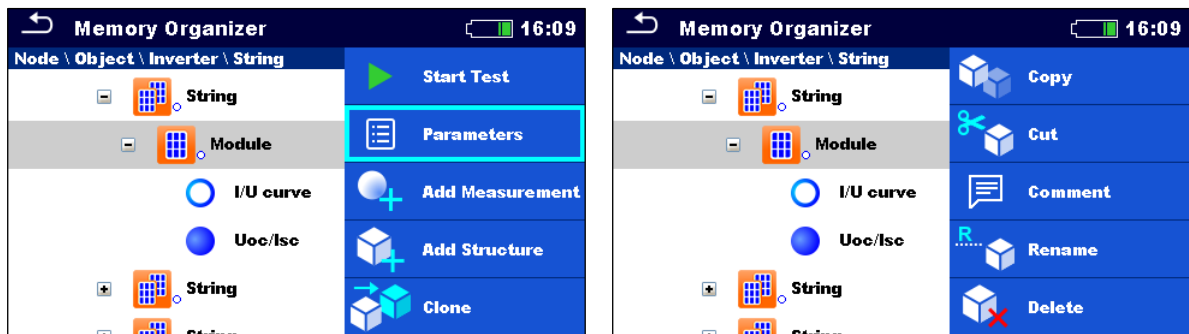 Memory Organizer 16:09
Node \ Object \ Inverter \ String
String
Module
I/U curve
Uoc/Isc
String
String
Start Test
Parameters
Add Measurement
Add Structure
Clone
Memory Organizer 16:09
Node \ Object \ Inverter \ String
String
Module
I/U curve
Uoc/Isc
String
String
Copy
Cut
Comment
R
Rename
Delete